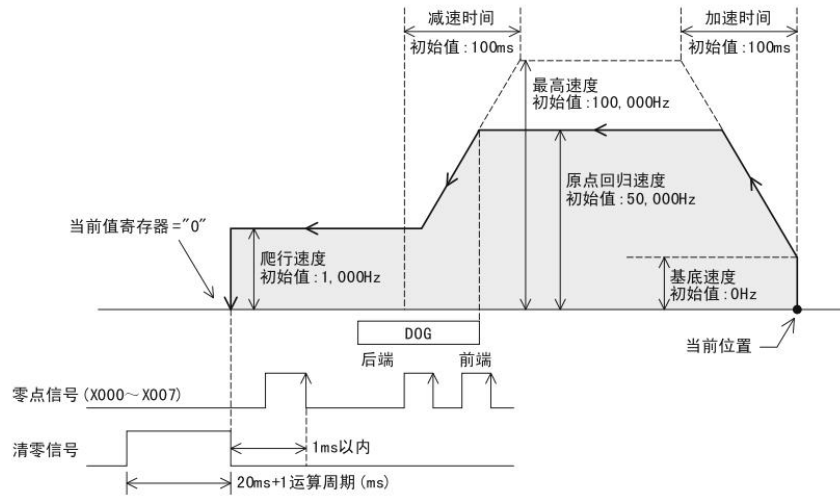 减速时间
初始值:100ms
加速时间
初始值:100ms
最高速度
初始值:100,000Hz
原点回归速度
初始值:50,000Hz
当前值寄存器="0"
爬行速度
初始值:1,000Hz
基底速度
初始值:0Hz
DOG
后端
前端
当前位置
零点信号(X000～X007)
清零信号
1ms以内
20ms+1运算周期(ms)